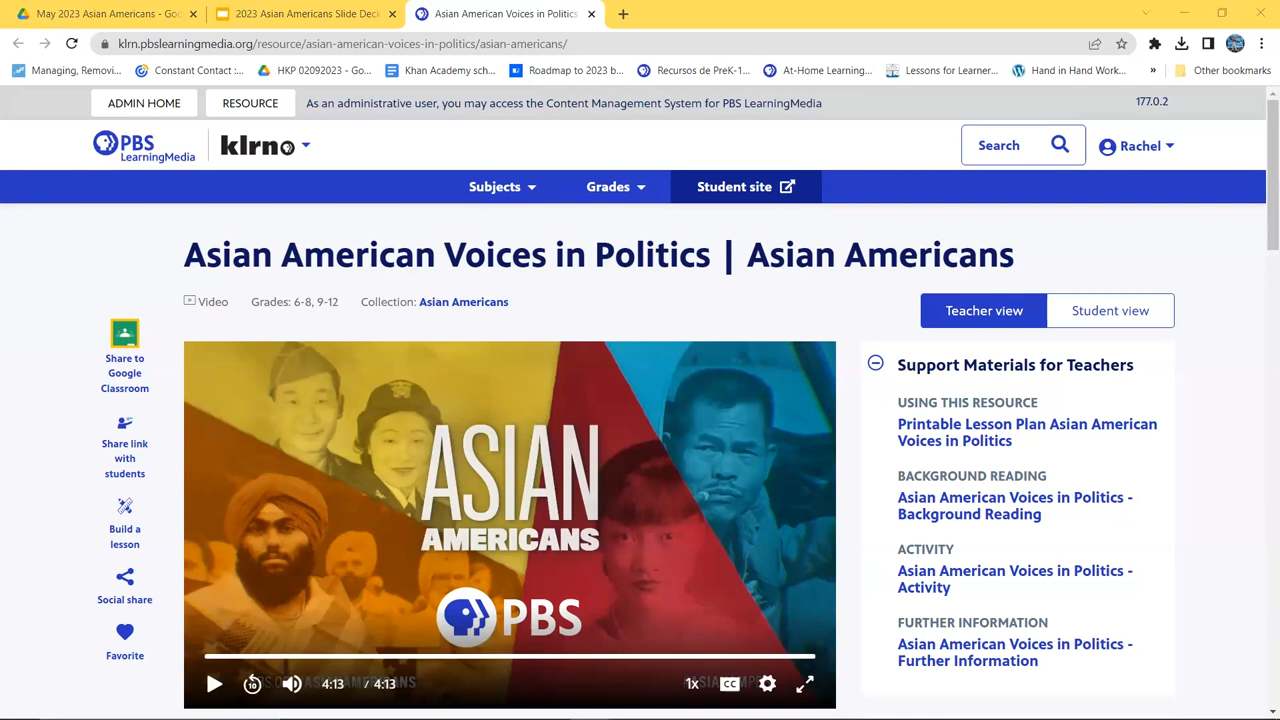 May 2023 Asian Americans - Goo
2023 Asian Americans Slide Deck
Asian American Voices in Politics
klrn.pbslearningmedia.org/resource/asian-american-voices-in-politics/asian-americans/
Managing, Removi...
Constant Contact :...
HKP 02092023 - Go...
Khan Academy sch...
Roadmap to 2023 b...
Recursos de PreK-1...
At-Home Learning...
Lessons for Learner...
Hand in Hand Work...
»
Other bookmarks
ADMIN HOME
RESOURCE
As an administrative user, you may access the Content Management System for PBS LearningMedia
177.0.2
PBS
LearningMedia
klrn
Search
Rachel
Subjects
Grades
Student site
Asian American Voices in Politics | Asian Americans
Video
Grades: 6-8, 9-12
Collection: Asian Americans
Teacher view
Student view
Share to
Google
Classroom
Share link
with
students
Build a
lesson
Social share
Favorite
ASIAN
AMERICANS
PBS
4:13 / 4:13
1x
CC
10
Support Materials for Teachers
USING THIS RESOURCE
Printable Lesson Plan Asian American
Voices in Politics
BACKGROUND READING
Asian American Voices in Politics -
Background Reading
ACTIVITY
Asian American Voices in Politics -
Activity
FURTHER INFORMATION
Asian American Voices in Politics -
Further Information